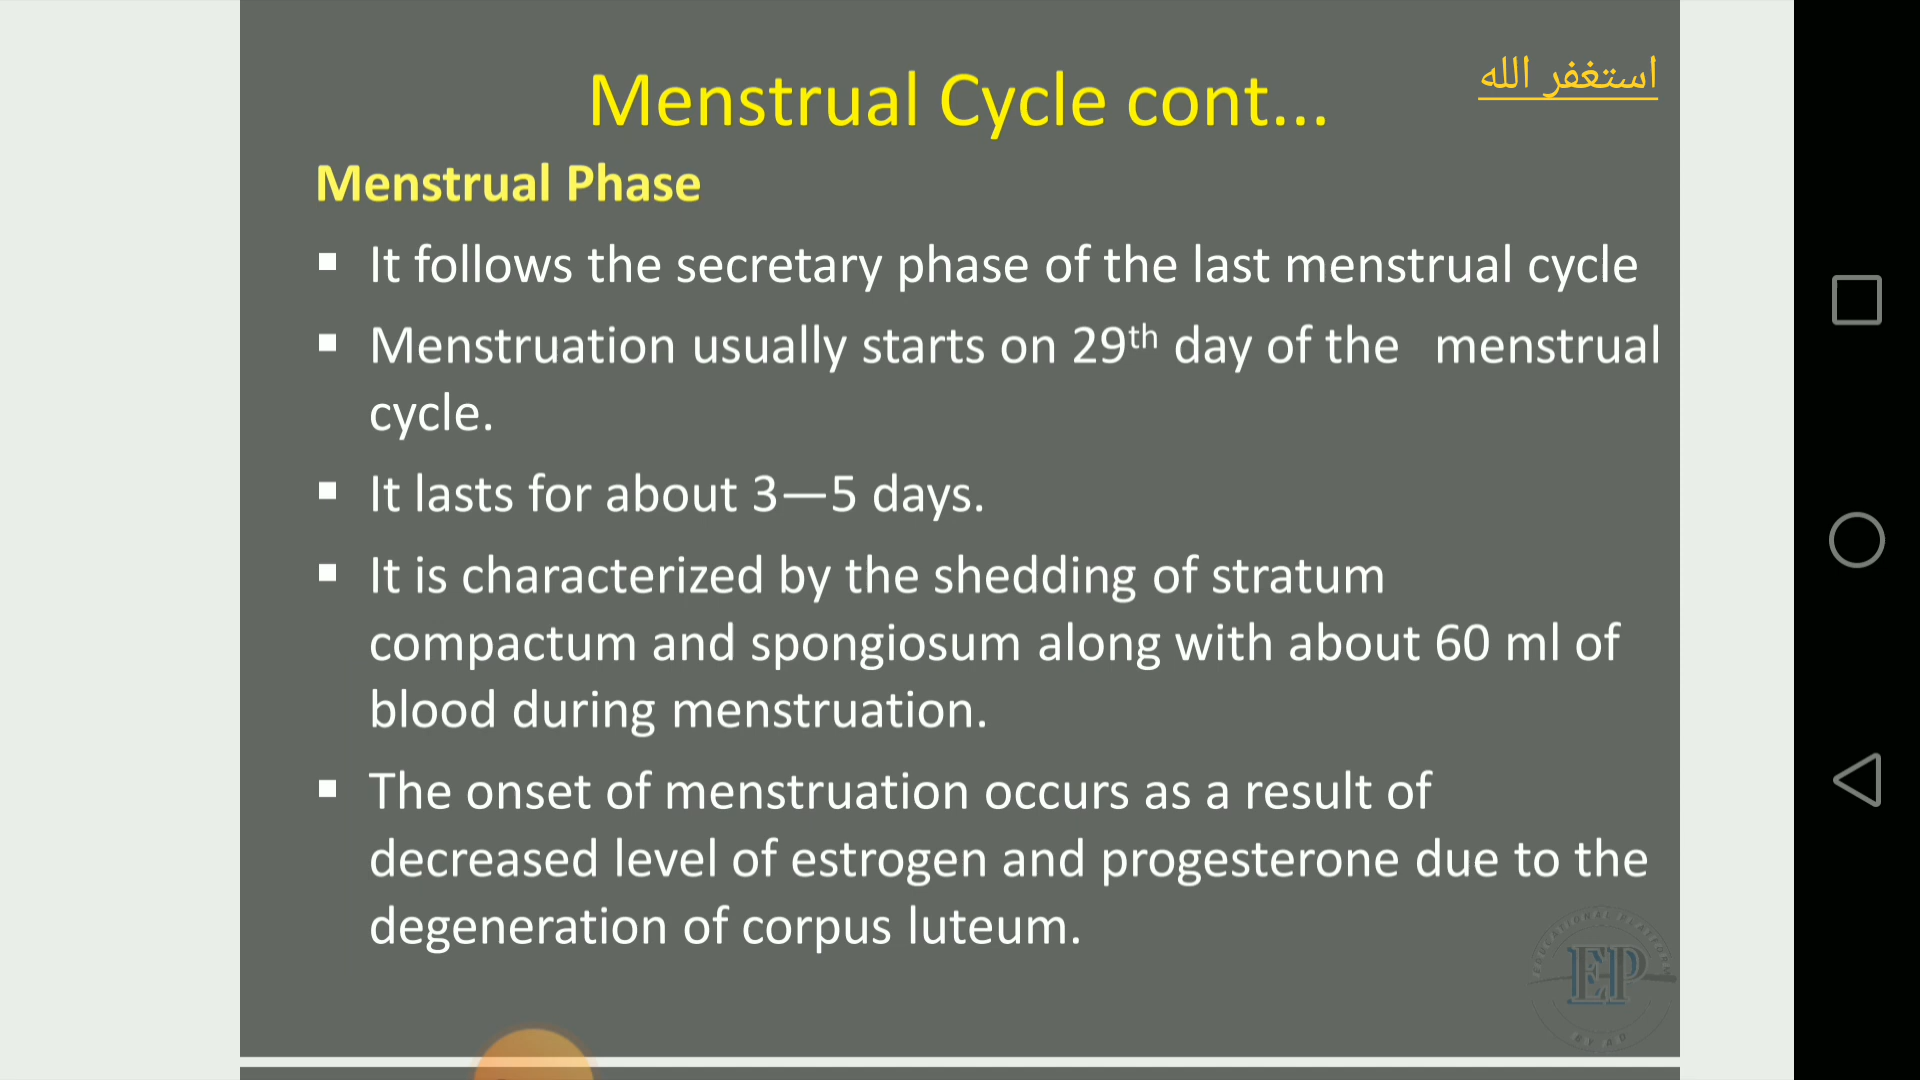 Menstrual Cycle cont...
استغفر الله
Menstrual Phase
▪ It follows the secretary phase of the last menstrual cycle
▪ Menstruation usually starts on 29th day of the menstrual
cycle.
▪ It lasts for about 3—5 days.
▪ It is characterized by the shedding of stratum
compactum and spongiosum along with about 60 ml of
blood during menstruation.
▪ The onset of menstruation occurs as a result of
decreased level of estrogen and progesterone due to the
degeneration of corpus luteum.
EP